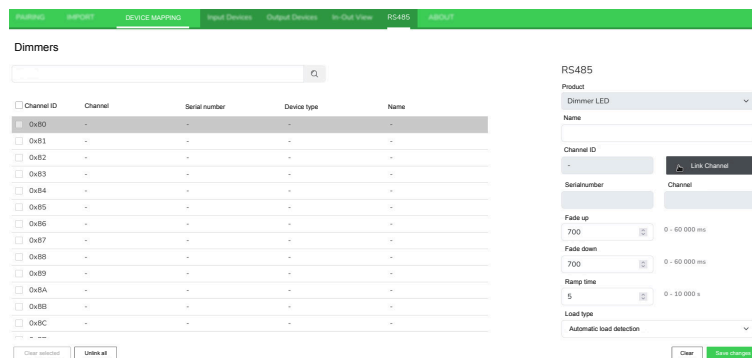 PAIRING IMPORT DEVICE MAPPING Input Devices Output Devices In-Out View RS485 ABOUT
Dimmers
Channel ID Channel Serial number Device type Name
0x80 - - - -
0x81 - - - -
0x82 - - - -
0x83 - - - -
0x84 - - - -
0x85 - - - -
0x86 - - - -
0x87 - - - -
0x88 - - - -
0x89 - - - -
0x8A - - - -
0x8B - - - -
0x8C - - - -
Clear selected Unlink all
RS485
Product
Dimmer LED
Name
Channel ID
- Link Channel
Serialnumber Channel
Fade up
700 0 - 60 000 ms
Fade down
700 0 - 60 000 ms
Ramp time
5 0 - 10 000 s
Load type
Automatic load detection
Clear Save changes